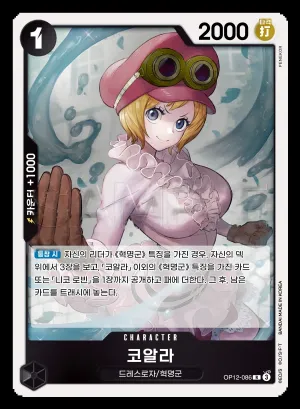 1
2000
打
카운터 +1000
등장 시 자신의 리더가 《혁명군》 특징을 가진 경우, 자신의 덱
위에서 3장을 보고, 「코알라」 이외의 《혁명군》 특징을 가진 카드
또는 「니코 로빈」을 1장까지 공개하고 패에 더한다. 그 후, 남은
카드를 트래시에 놓는다.
CHARACTER
코알라
드레스로자/혁명군
OP12-086 R 3
BANDAI MADE IN KOREA